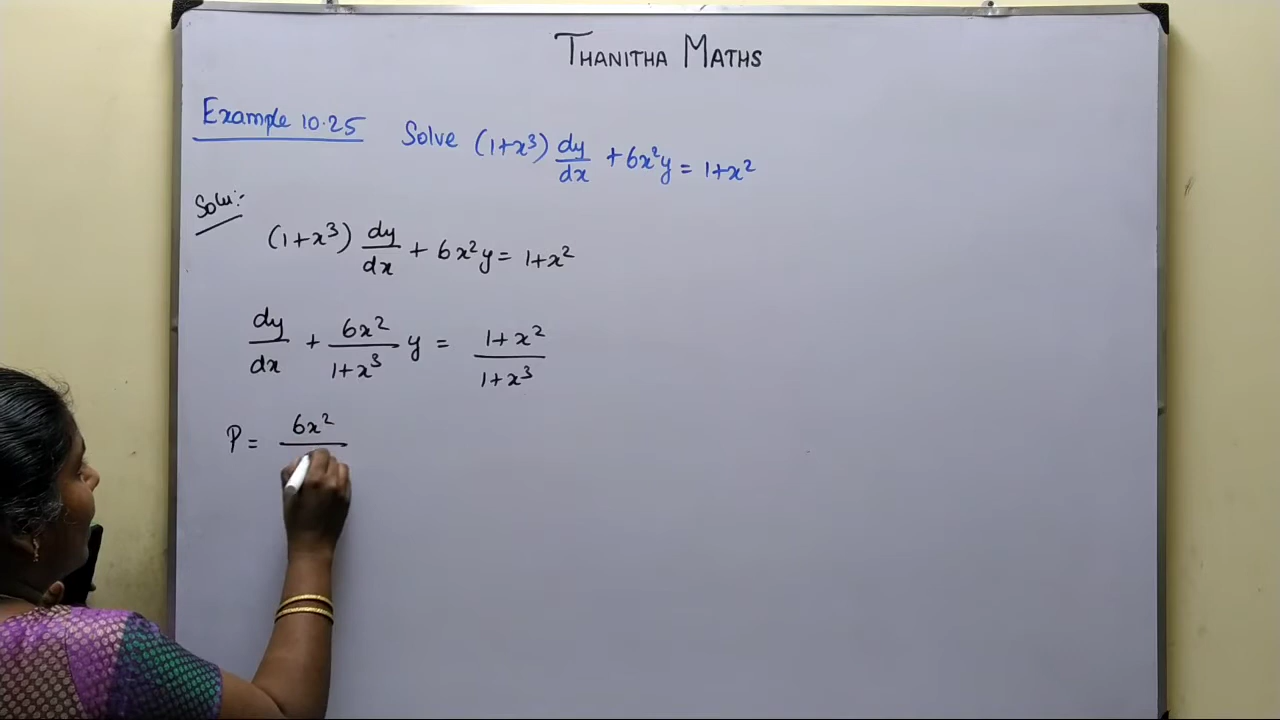 THANITHA MATHS
Example 10.25 Solve (1+x³) dy/dx + 6x²y = 1+x²
Solu:-
(1+x³) dy/dx + 6x²y = 1+x²
dy/dx + 6x²/1+x³ y = 1+x²/1+x³
P = 6x²